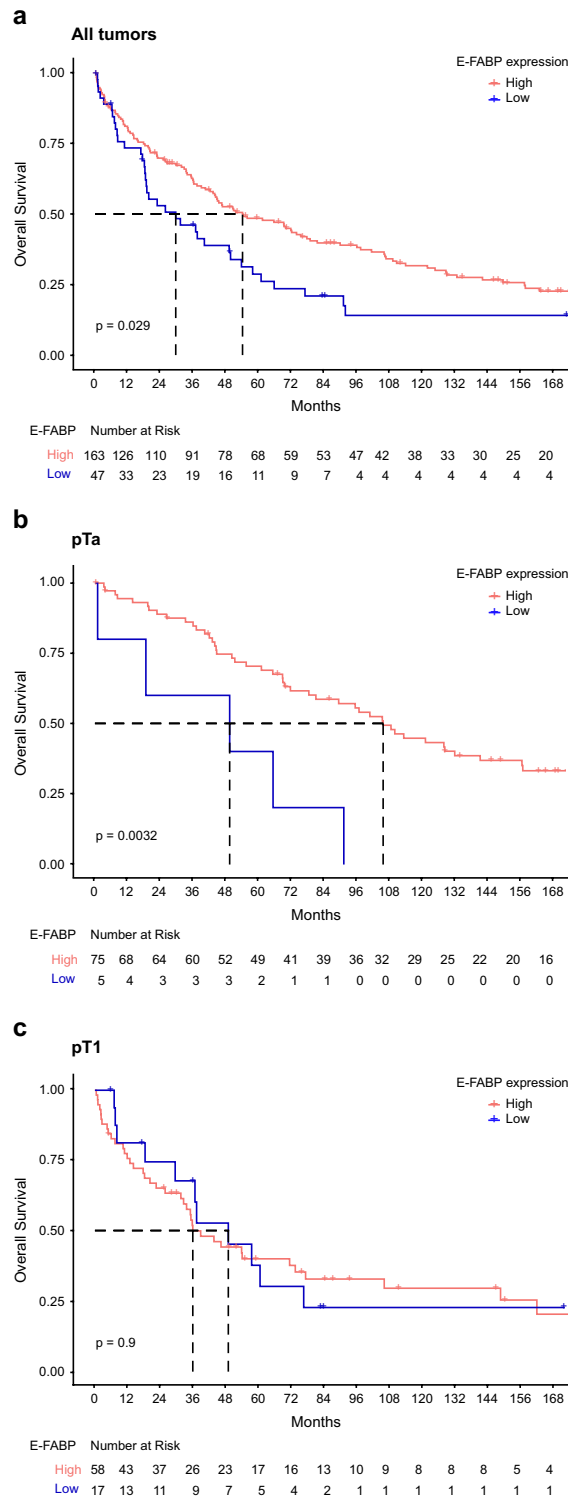 a
All tumors
E-FABP expression
High
Low
1.00
0.75
0.50
0.25
0.00
Overall Survival
p = 0.029
0 12 24 36 48 60 72 84 96 108 120 132 144 156 168
Months
E-FABP Number at Risk
High 163 126 110 91 78 68 59 53 47 42 38 33 30 25 20
Low 47 33 23 19 16 11 9 7 4 4 4 4 4 4 4
b
pTa
E-FABP expression
High
Low
1.00
0.75
0.50
0.25
0.00
Overall Survival
p = 0.0032
0 12 24 36 48 60 72 84 96 108 120 132 144 156 168
Months
E-FABP Number at Risk
High 75 68 64 60 52 49 41 39 36 32 29 25 22 20 16
Low 5 4 3 3 3 2 1 1 0 0 0 0 0 0 0
c
pT1
E-FABP expression
High
Low
1.00
0.75
0.50
0.25
0.00
Overall Survival
p = 0.9
0 12 24 36 48 60 72 84 96 108 120 132 144 156 168
Months
E-FABP Number at Risk
High 58 43 37 26 23 17 16 13 10 9 8 8 8 5 4
Low 17 13 11 9 7 5 4 2 1 1 1 1 1 1 1